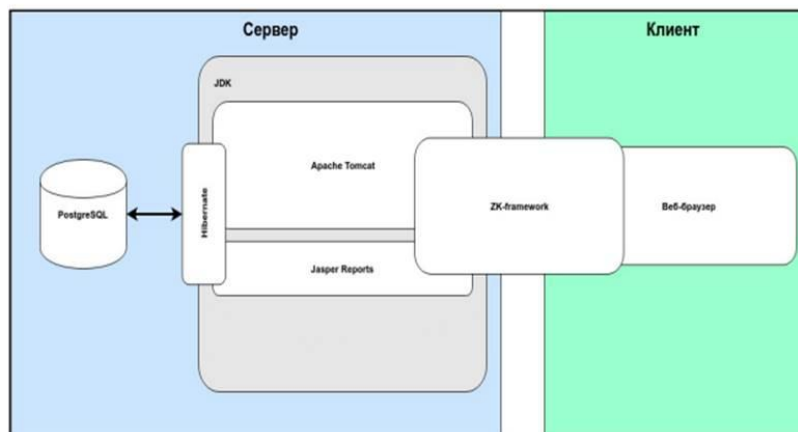 Сервер
Клиент
JDK
Apache Tomcat
PostgreSQL
Hibernate
ZK-framework
Веб-браузер
Jasper Reports